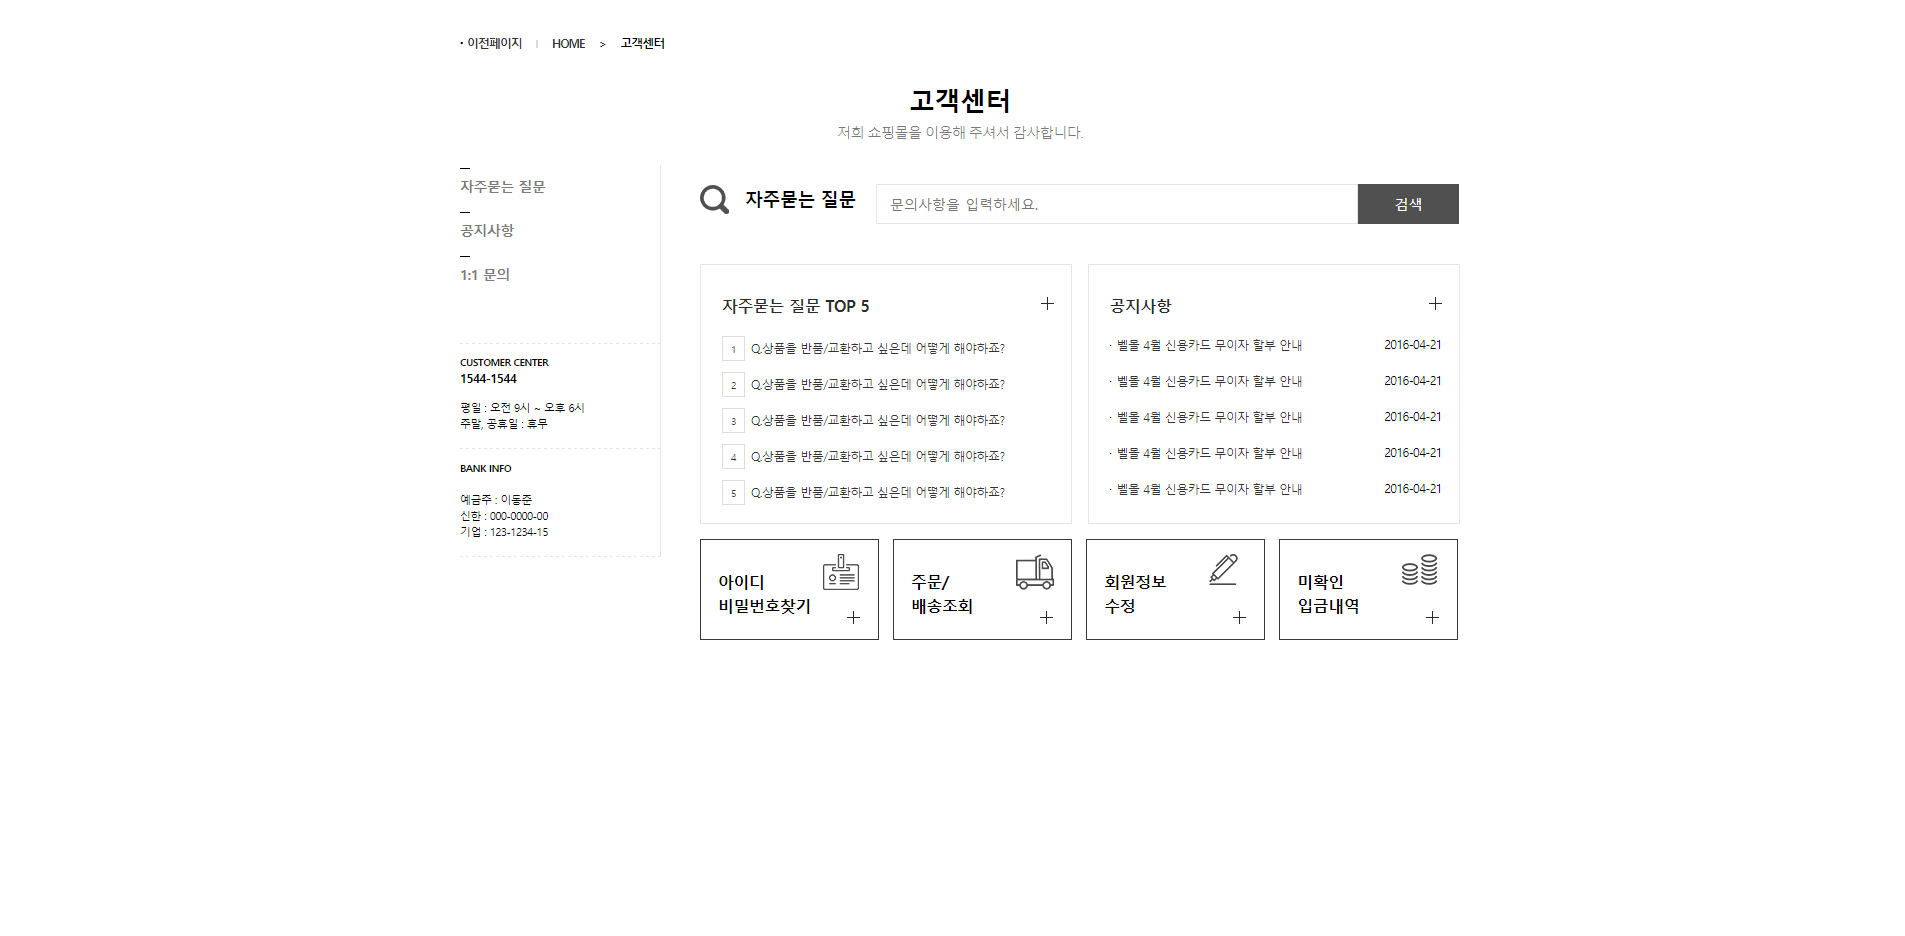 · 이전페이지 | HOME > 고객센터
고객센터
저희 쇼핑몰을 이용해 주셔서 감사합니다.
자주묻는 질문
공지사항
1:1 문의
CUSTOMER CENTER
1544-1544
평일 : 오전 9시 ~ 오후 6시
주말, 공휴일 : 휴무
BANK INFO
예금주 : 이동준
신한 : 000-0000-00
기업 : 123-1234-15
자주묻는 질문 문의사항을 입력하세요. 검색
자주묻는 질문 TOP 5
1 Q.상품을 반품/교환하고 싶은데 어떻게 해야하죠?
2 Q.상품을 반품/교환하고 싶은데 어떻게 해야하죠?
3 Q.상품을 반품/교환하고 싶은데 어떻게 해야하죠?
4 Q.상품을 반품/교환하고 싶은데 어떻게 해야하죠?
5 Q.상품을 반품/교환하고 싶은데 어떻게 해야하죠?
공지사항
· 벨몰 4월 신용카드 무이자 할부 안내 2016-04-21
· 벨몰 4월 신용카드 무이자 할부 안내 2016-04-21
· 벨몰 4월 신용카드 무이자 할부 안내 2016-04-21
· 벨몰 4월 신용카드 무이자 할부 안내 2016-04-21
· 벨몰 4월 신용카드 무이자 할부 안내 2016-04-21
아이디
비밀번호찾기
주문/
배송조회
회원정보
수정
미확인
입금내역